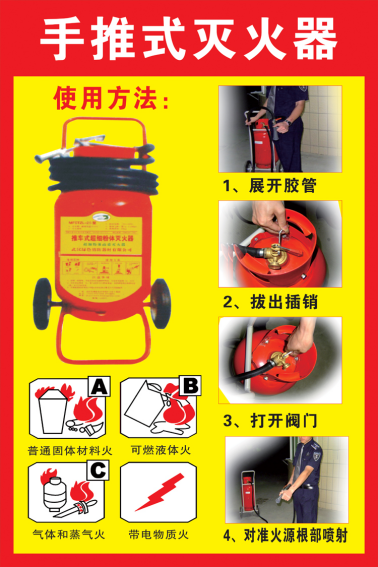 手推式灭火器
使用方法：
推车式超细粉体灭火器
1、展开胶管
2、拔出插销
3、打开阀门
4、对准火源根部喷射
A
普通固体材料火
B
可燃液体火
C
气体和蒸气火
带电物质火